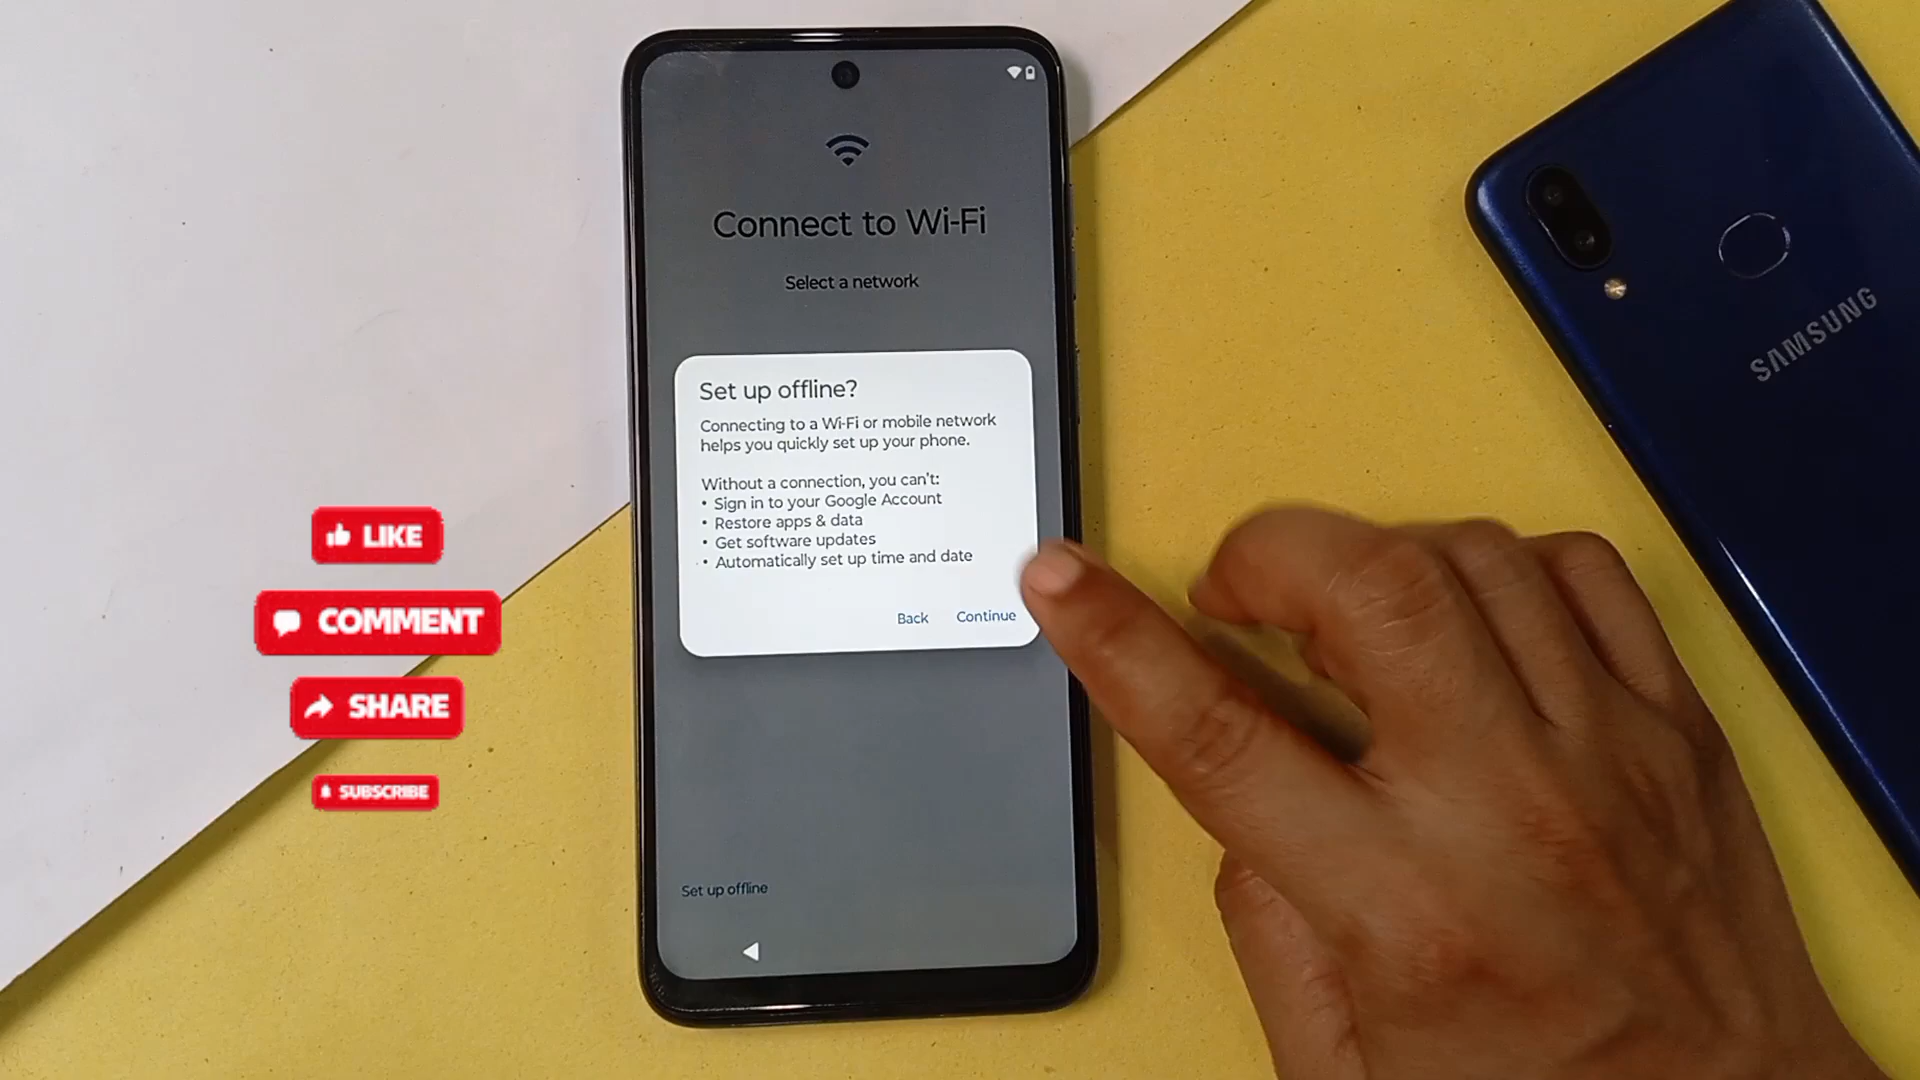 Connect to Wi-Fi
Select a network
Set up offline?
Connecting to a Wi-Fi or mobile network
helps you quickly set up your phone.
Without a connection, you can't:
• Sign in to your Google Account
• Restore apps & data
• Get software updates
• Automatically set up time and date
Back Continue
Set up offline
LIKE
COMMENT
SHARE
SUBSCRIBE
SAMSUNG